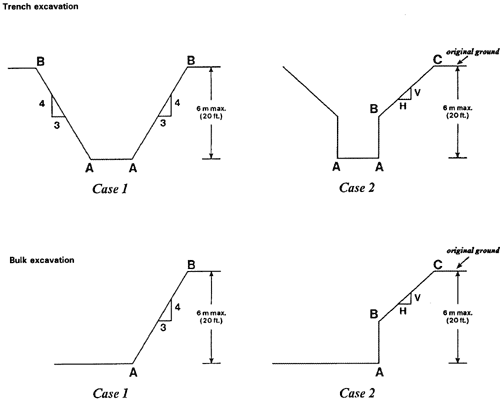 Trench excavation
B B
4 3
4 3
6 m max.
(20 ft.)
A A
Case 1
original ground
C
B
V
H
6 m max.
(20 ft.)
A A
Case 2
Bulk excavation
B
4
3
6 m max.
(20 ft.)
A
Case 1
original ground
C
B
V
H
6 m max.
(20 ft.)
A
Case 2